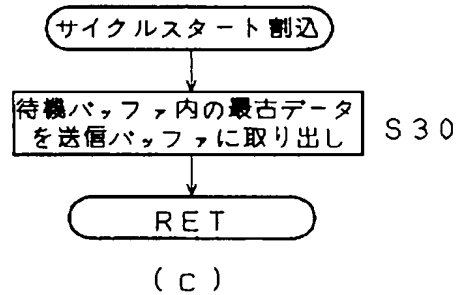 サイクルスタート割込
待機バッファ内の最古データ
を送信バッファに取り出し
S30
RET
(C)